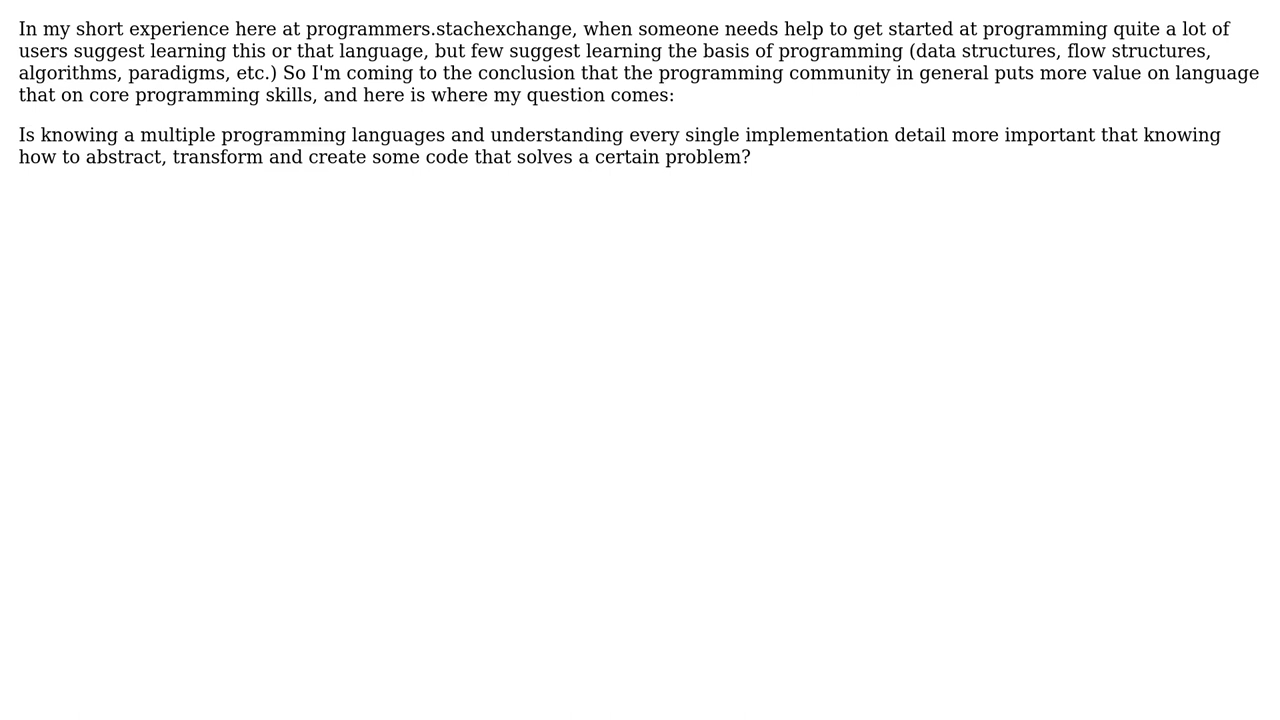 In my short experience here at programmers.stachexchange, when someone needs help to get started at programming quite a lot of
users suggest learning this or that language, but few suggest learning the basis of programming (data structures, flow structures,
algorithms, paradigms, etc.) So I'm coming to the conclusion that the programming community in general puts more value on language
that on core programming skills, and here is where my question comes:
Is knowing a multiple programming languages and understanding every single implementation detail more important that knowing
how to abstract, transform and create some code that solves a certain problem?